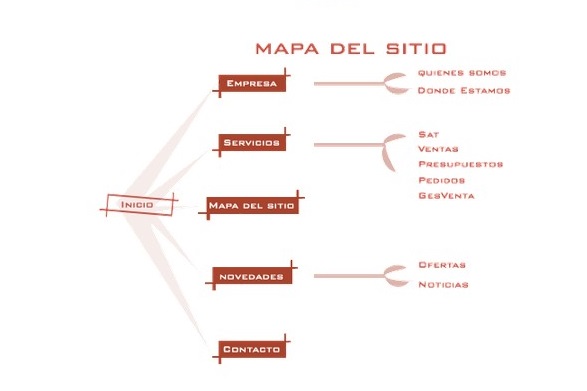 MAPA DEL SITIO
EMPRESA
QUIENES SOMOS
DONDE ESTAMOS
SERVICIOS
SAT
VENTAS
PRESUPUESTOS
PEDIDOS
GESVENTA
INICIO
MAPA DEL SITIO
NOVEDADES
OFERTAS
NOTICIAS
CONTACTO